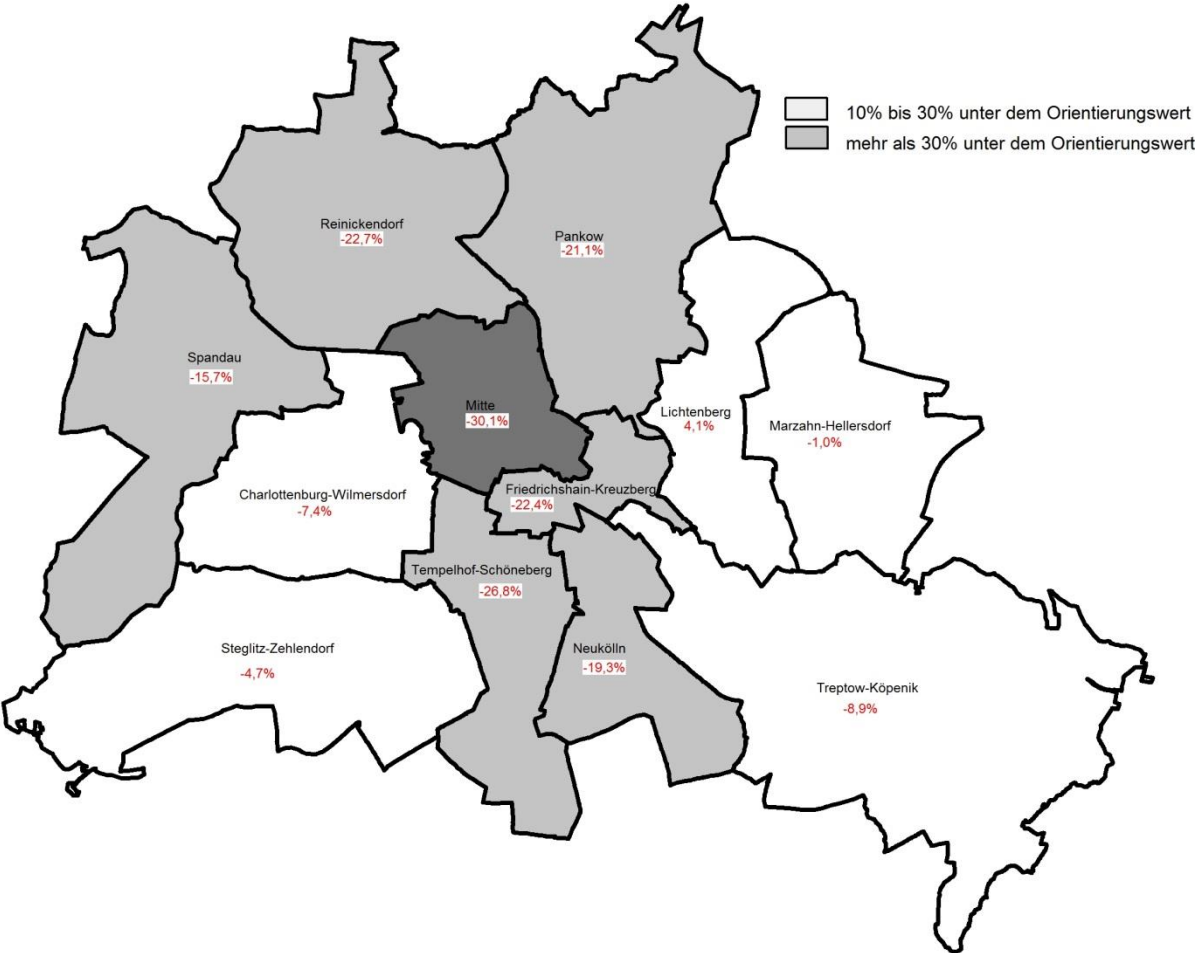 10% bis 30% unter dem Orientierungswert
mehr als 30% unter dem Orientierungswert
Reinickendorf
-22,7%
Pankow
-21,1%
Spandau
-15,7%
Mitte
-30,1%
Lichtenberg
4,1%
Marzahn-Hellersdorf
-1,0%
Charlottenburg-Wilmersdorf
-7,4%
Friedrichshain-Kreuzberg
-22,4%
Tempelhof-Schöneberg
-26,8%
Steglitz-Zehlendorf
-4,7%
Neukölln
-19,3%
Treptow-Köpenik
-8,9%